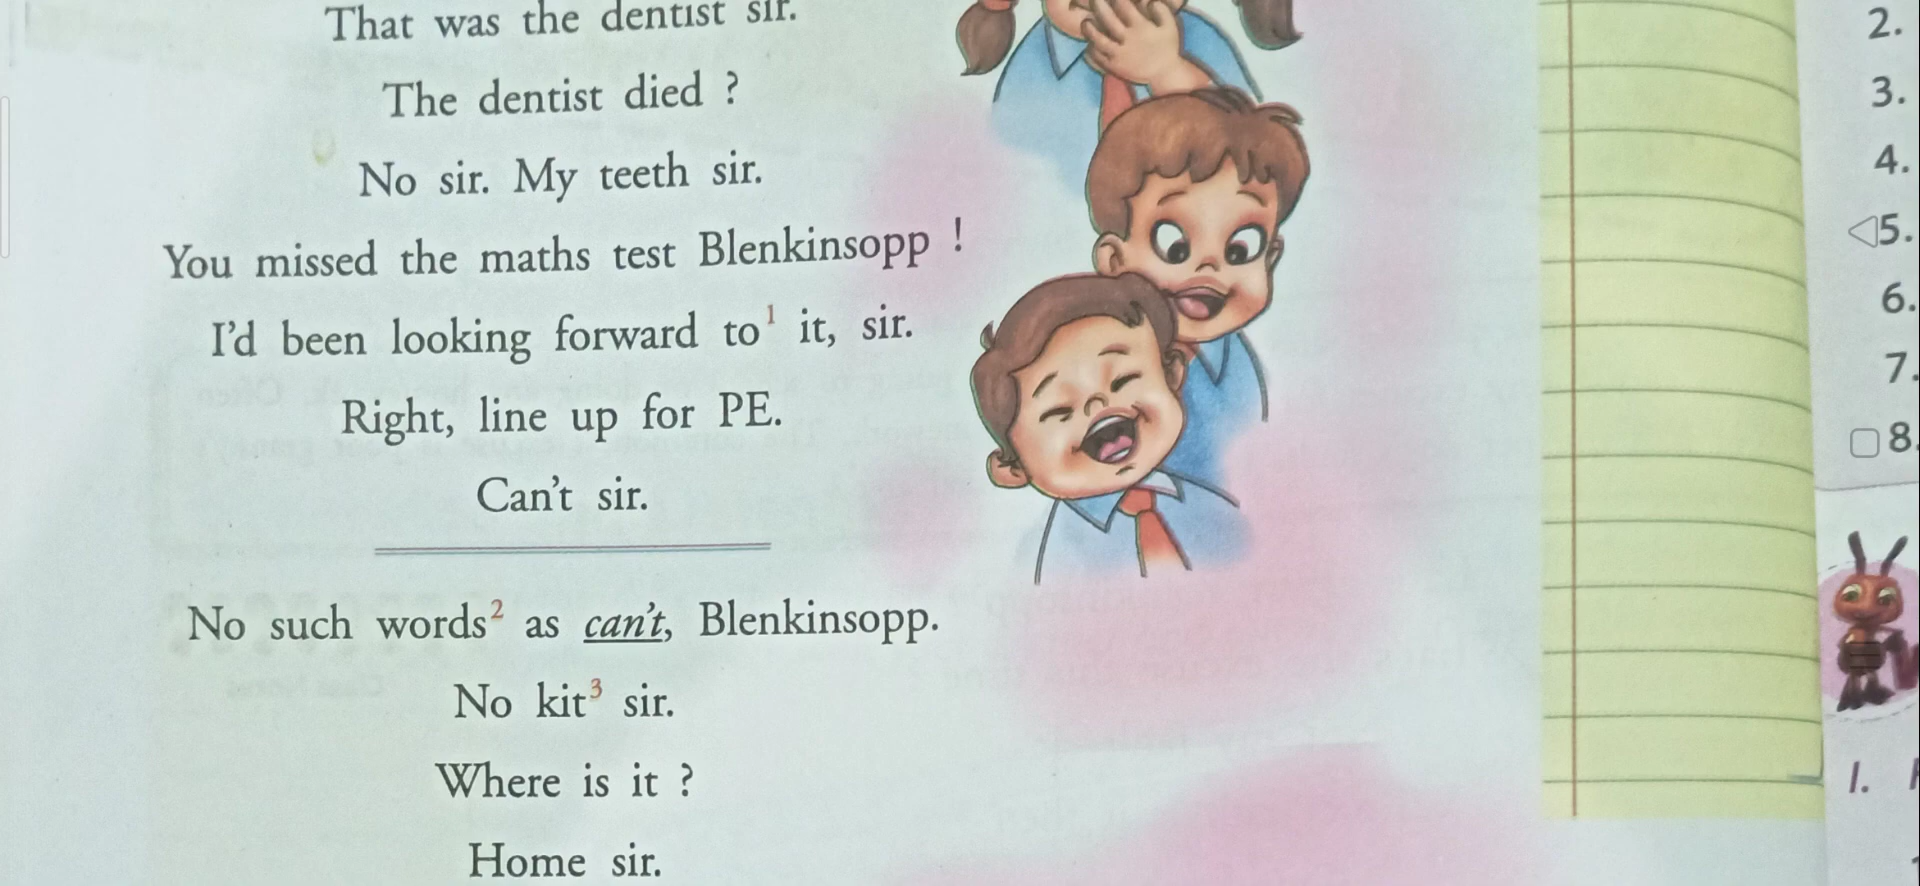 That was the dentist sir.
The dentist died ?
No sir. My teeth sir.
You missed the maths test Blenkinsopp !
I'd been looking forward to¹ it, sir.
Right, line up for PE.
Can't sir.
No such words² as can't, Blenkinsopp.
No kit³ sir.
Where is it ?
Home sir.
2.
3.
4.
5.
6.
7.
8.
1.